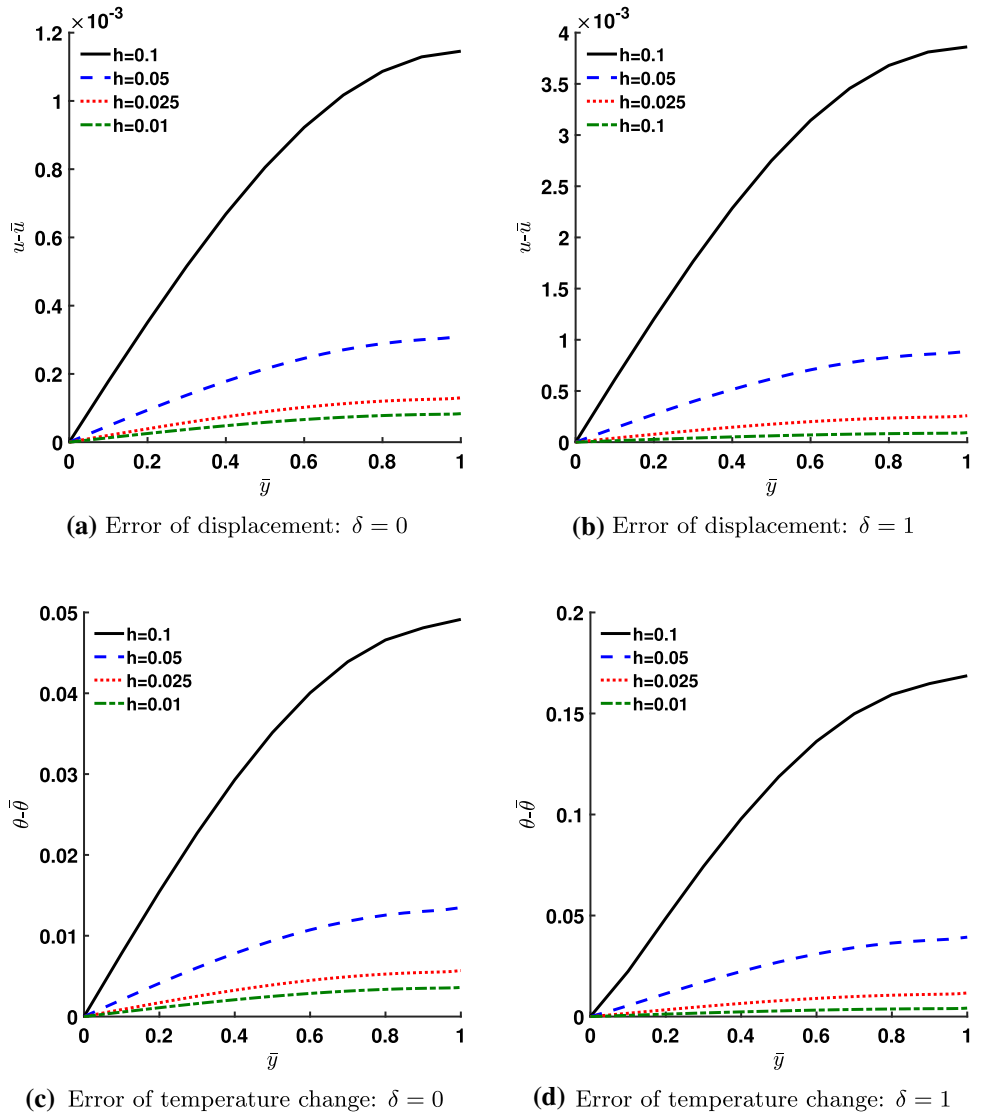 ×10⁻³
1.2
1
0.8
0.6
0.4
0.2
0
h=0.1
h=0.05
h=0.025
h=0.01
u-ū
0 0.2 0.4 0.6 0.8 1
ȳ
(a) Error of displacement: δ = 0
×10⁻³
4
3.5
3
2.5
2
1.5
1
0.5
0
h=0.1
h=0.05
h=0.025
h=0.1
u-ū
0 0.2 0.4 0.6 0.8 1
ȳ
(b) Error of displacement: δ = 1
0.05
0.04
0.03
0.02
0.01
0
h=0.1
h=0.05
h=0.025
h=0.01
θ-θ̄
0 0.2 0.4 0.6 0.8 1
ȳ
(c) Error of temperature change: δ = 0
0.2
0.15
0.1
0.05
0
h=0.1
h=0.05
h=0.025
h=0.01
θ-θ̄
0 0.2 0.4 0.6 0.8 1
ȳ
(d) Error of temperature change: δ = 1